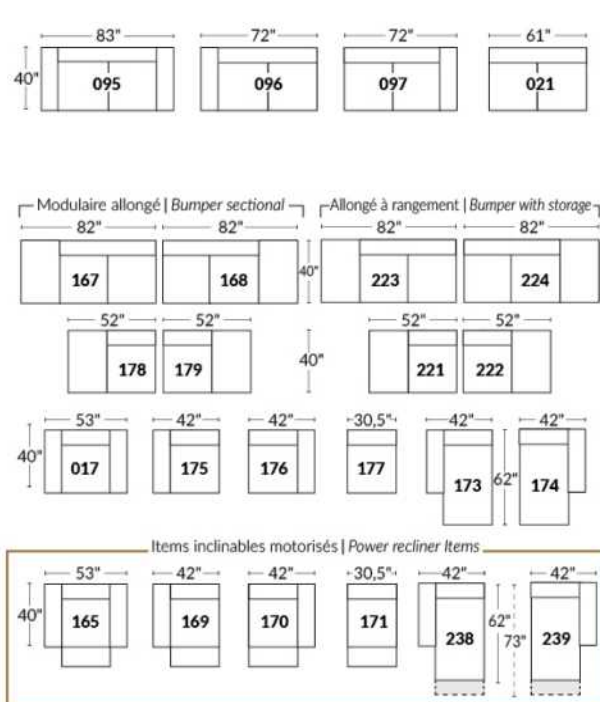 83" 72" 72" 61"
40" 095 096 097 021
Modulaire allongé | Bumper sectional Allongé à rangement | Bumper with storage
82" 82" 82" 82"
167 168 40" 223 224
52" 52" 52" 52"
178 179 40" 221 222
53" 42" 42" 30,5" 42" 42"
40" 017 175 176 177 173 62" 174
Items inclinables motorisés | Power recliner Items
53" 42" 42" 30,5" 42" 42"
40" 165 169 170 171 238 62" 73" 239